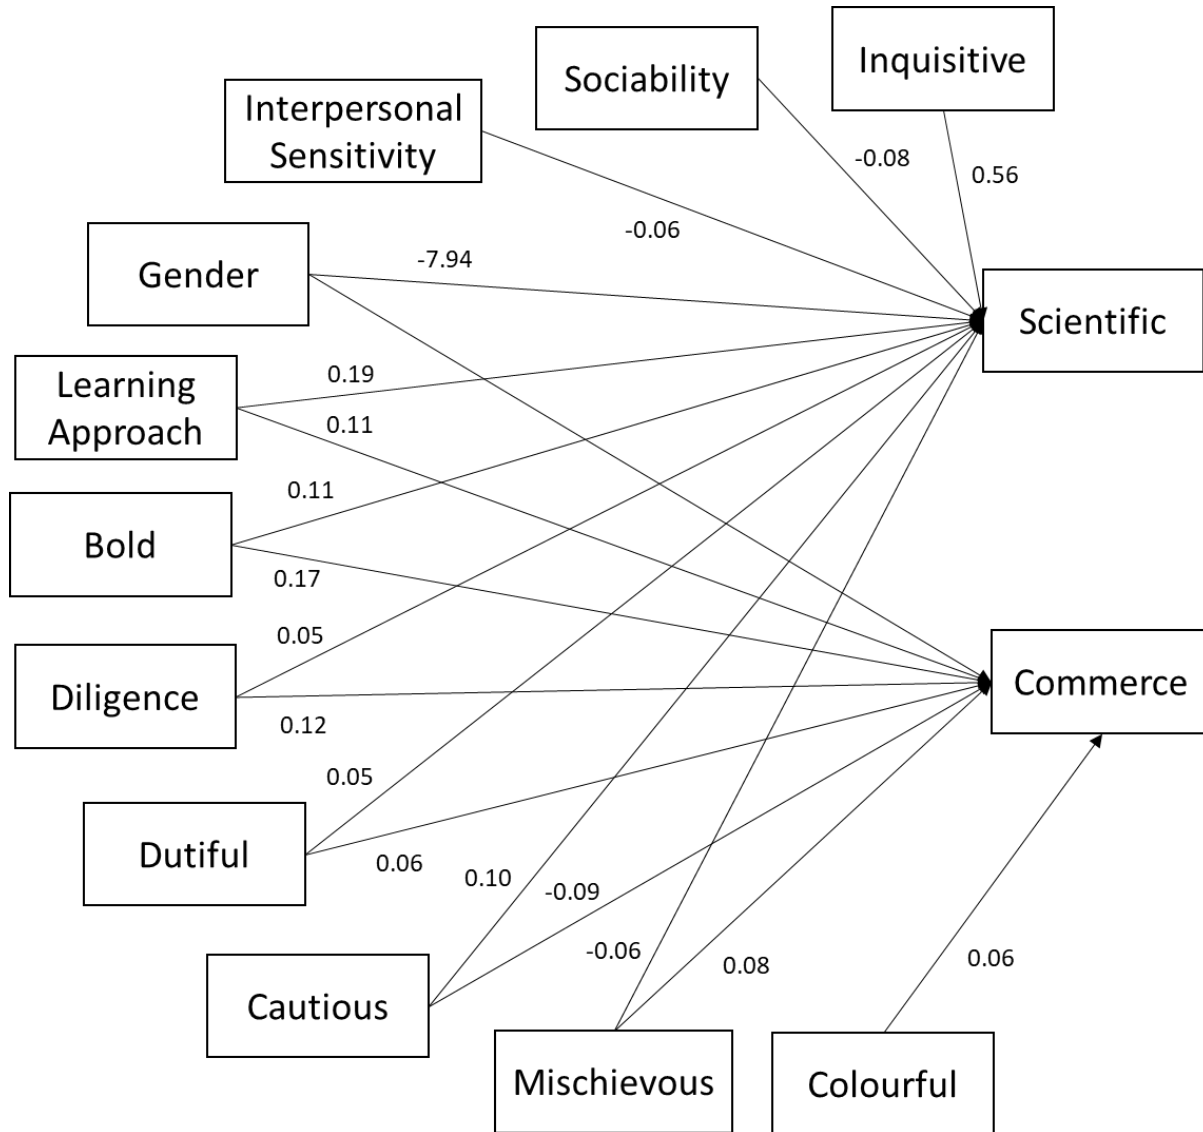 Inquisitive
Sociability
Interpersonal
Sensitivity
-0.08
0.56
-0.06
Gender
-7.94
Scientific
Learning
Approach
0.19
0.11
Bold
0.11
0.17
Diligence
0.05
0.12
Commerce
Dutiful
0.05
0.06
0.10
-0.09
Cautious
-0.06
0.08
0.06
Mischievous
Colourful